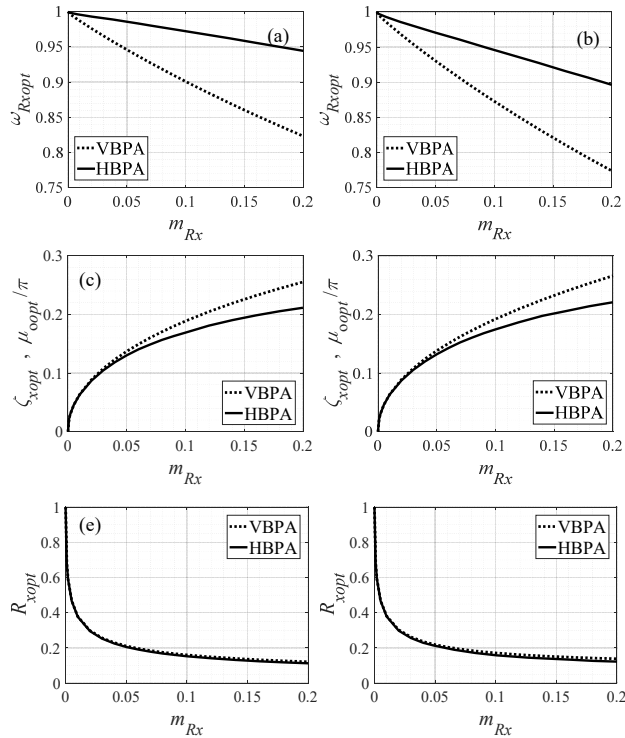 1
0.95
0.9
0.85
0.8
0.75
ω_Rxopt
(a)
VBPA
HBPA
0 0.05 0.1 0.15 0.2
m_Rx
1
0.95
0.9
0.85
0.8
0.75
ω_Rxopt
(b)
VBPA
HBPA
0 0.05 0.1 0.15 0.2
m_Rx
0.3
0.2
0.1
0
ζ_xopt , μ_oopt/π
(c)
VBPA
HBPA
0 0.05 0.1 0.15 0.2
m_Rx
0.3
0.2
0.1
0
ζ_xopt , μ_oopt/π
VBPA
HBPA
0 0.05 0.1 0.15 0.2
m_Rx
1
0.8
0.6
0.4
0.2
0
R_xopt
(e)
VBPA
HBPA
0 0.05 0.1 0.15 0.2
m_Rx
1
0.8
0.6
0.4
0.2
0
R_xopt
VBPA
HBPA
0 0.05 0.1 0.15 0.2
m_Rx